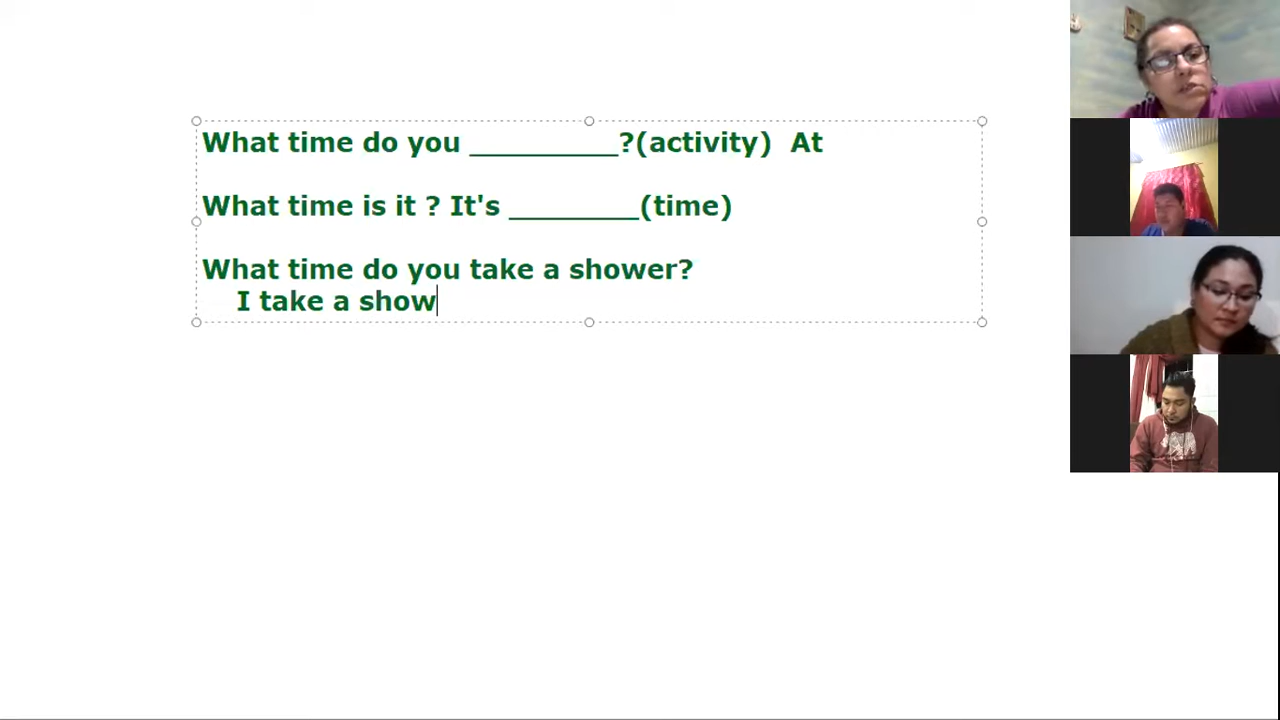 What time do you _________?(activity)  At
What time is it ? It's ________(time)
What time do you take a shower?
I take a show